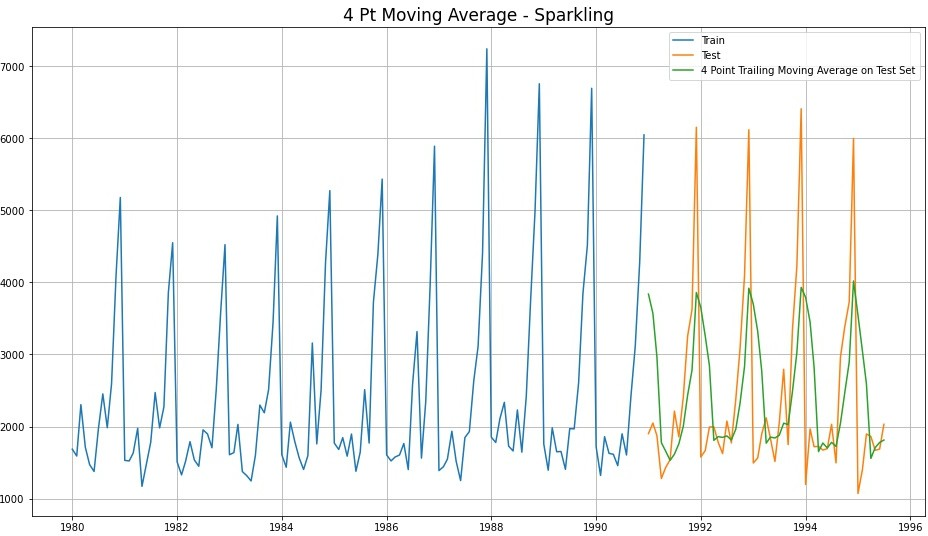 4 Pt Moving Average - Sparkling
Train
Test
4 Point Trailing Moving Average on Test Set
7000
6000
5000
4000
3000
2000
1000
1980 1982 1984 1986 1988 1990 1992 1994 1996